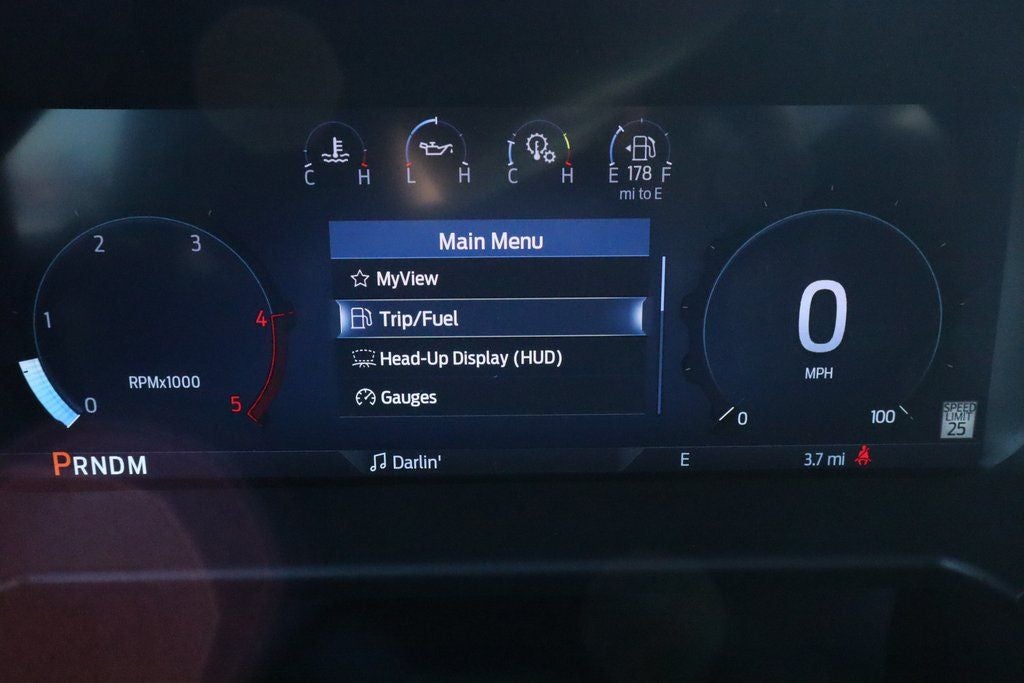 C H
L H
C H
E 178 F
mi to E
Main Menu
MyView
Trip/Fuel
Head-Up Display (HUD)
Gauges
0
1
2
3
4
5
RPMx1000
0
MPH
0
100
SPEED
LIMIT
25
PRNDM
Darlin'
E
3.7 mi